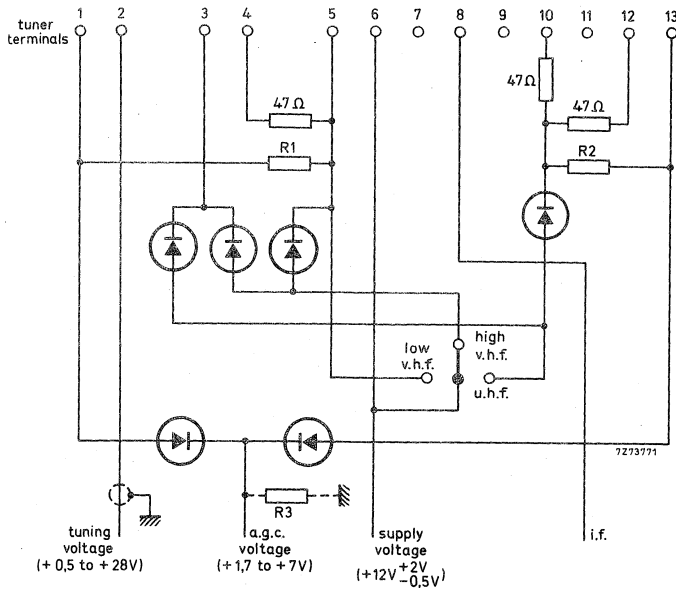 tuner
terminals
1 2 3 4 5 6 7 8 9 10 11 12 13
47Ω
47Ω
47Ω
R1
R2
low
v.h.f.
high
v.h.f.
u.h.f.
7Z73771
R3
tuning
voltage
(+0,5 to +28V)
a.g.c.
voltage
(+1,7 to +7V)
supply
voltage
(+12V +2V -0,5V)
i.f.